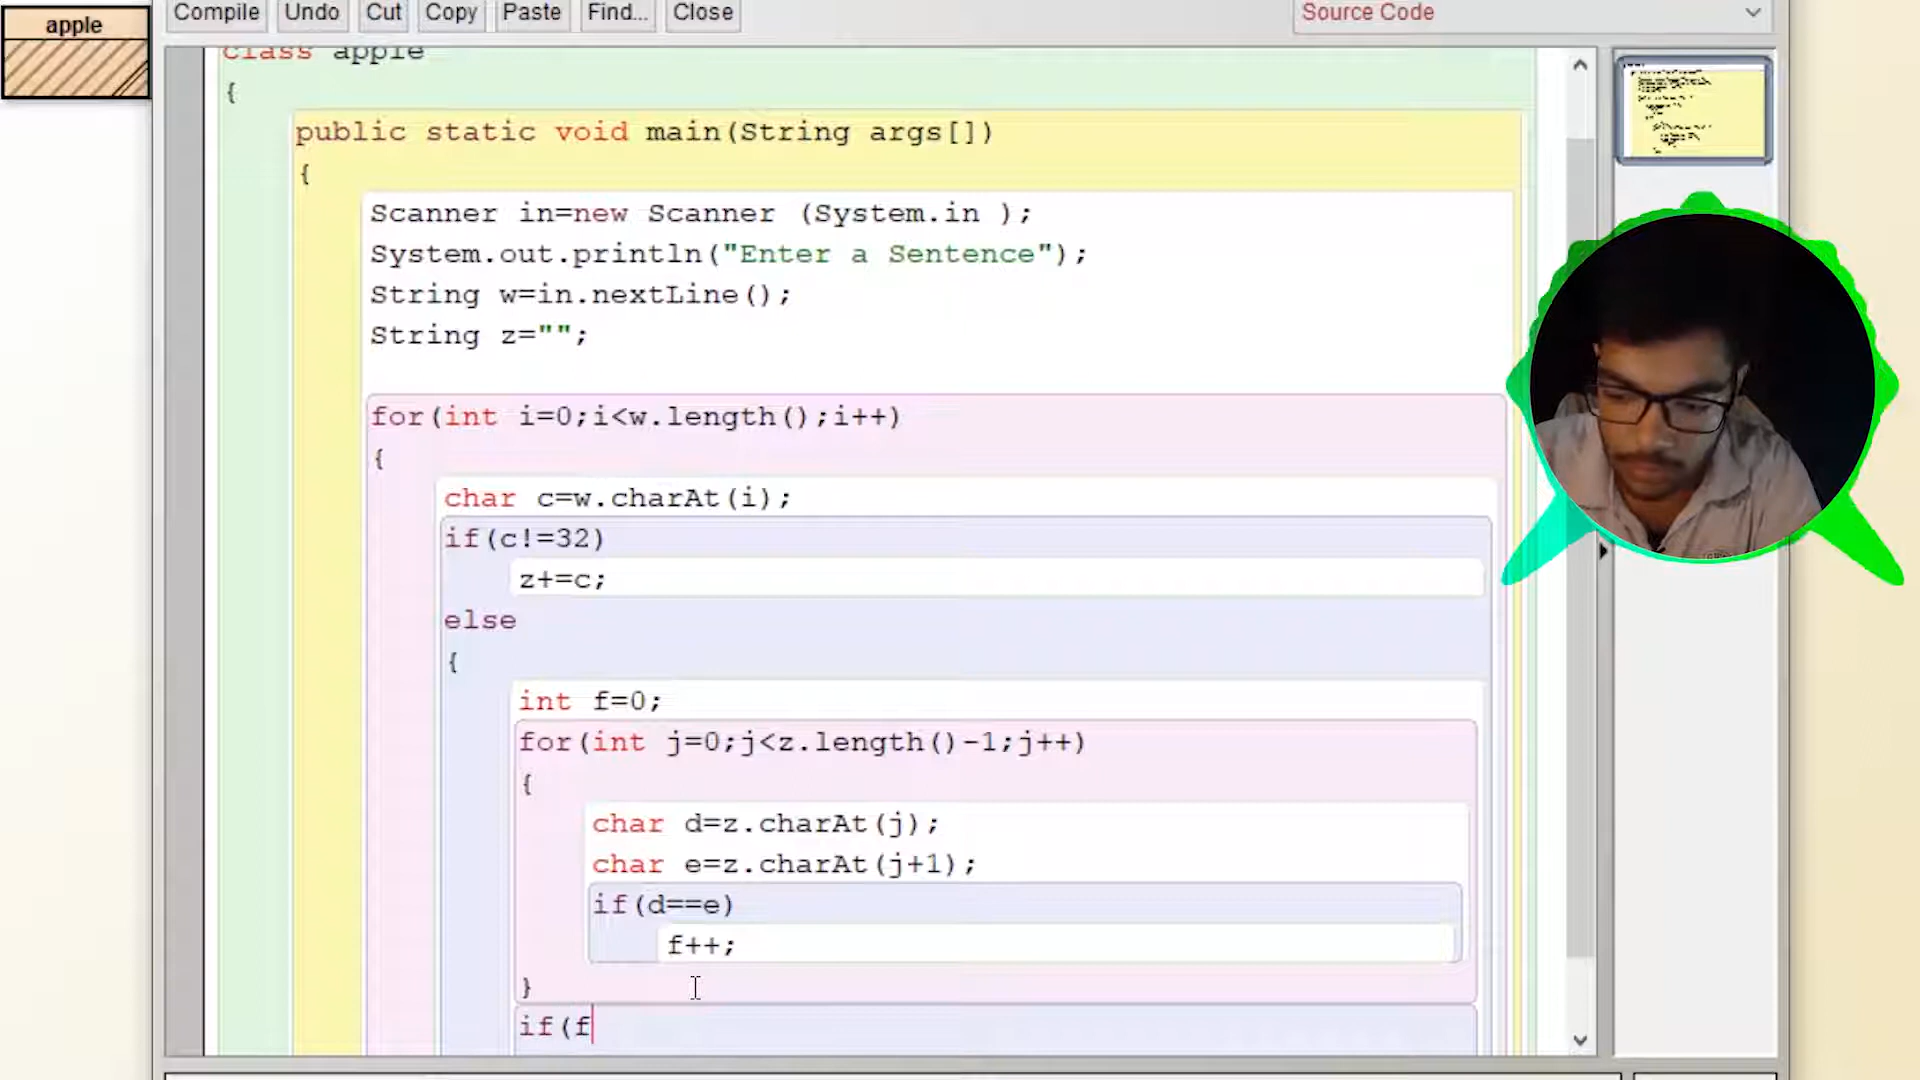 apple
Compile Undo Cut Copy Paste Find... Close Source Code
class apple
{
public static void main(String args[])
{
Scanner in=new Scanner (System.in );
System.out.println("Enter a Sentence");
String w=in.nextLine();
String z="";
for(int i=0;i<w.length();i++)
{
char c=w.charAt(i);
if(c!=32)
z+=c;
else
{
int f=0;
for(int j=0;j<z.length()-1;j++)
{
char d=z.charAt(j);
char e=z.charAt(j+1);
if(d==e)
f++;
}
if(f